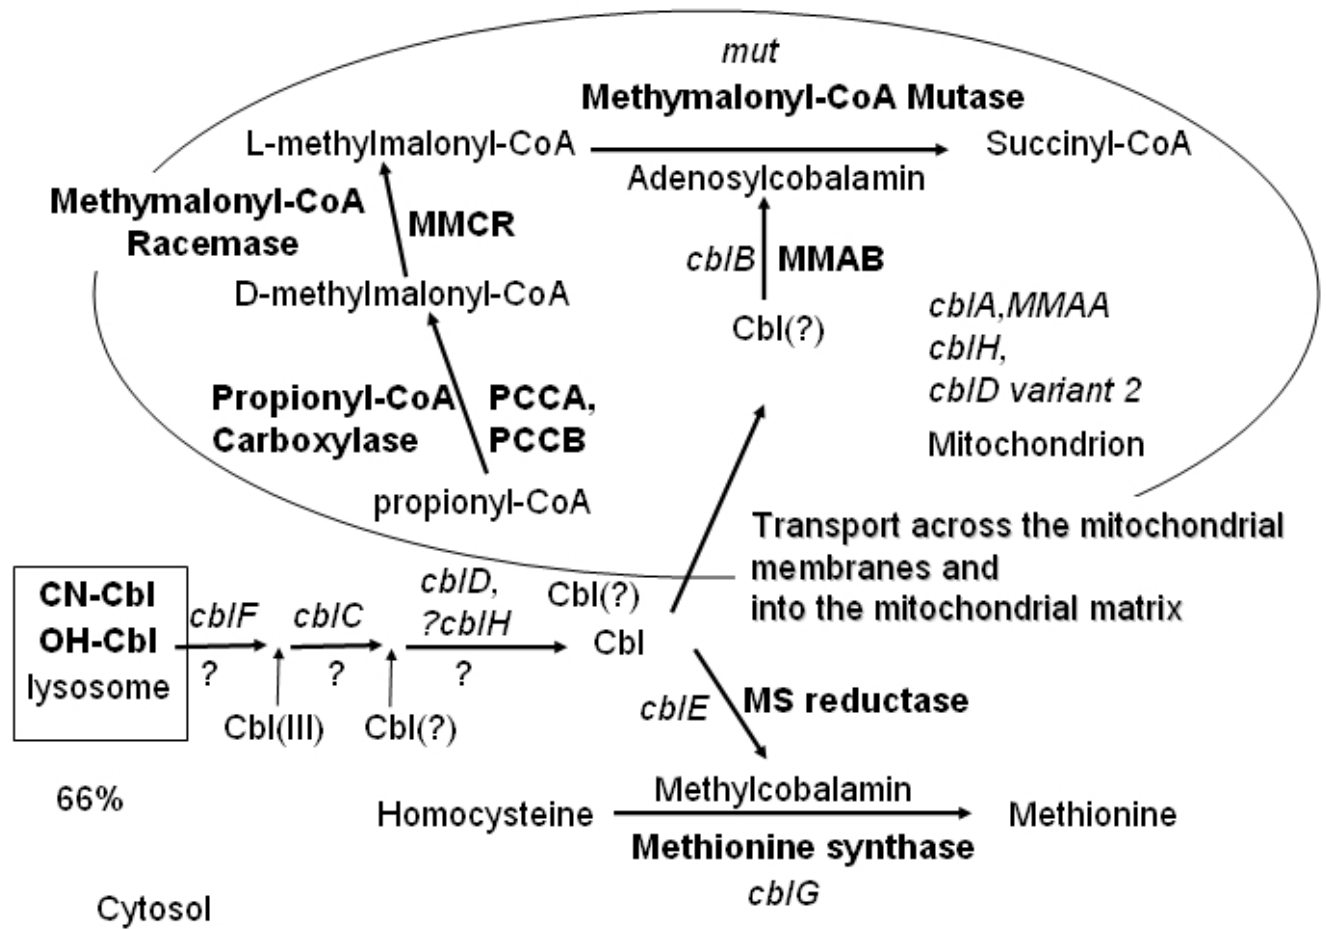 mut
Methymalonyl-CoA Mutase
L-methylmalonyl-CoA
Succinyl-CoA
Adenosylcobalamin
Methymalonyl-CoA
Racemase
MMCR
cblB
MMAB
D-methylmalonyl-CoA
Cbl(?)
cblA,MMAA
cblH,
cblD variant 2
Mitochondrion
Propionyl-CoA
Carboxylase
PCCA,
PCCB
propionyl-CoA
Transport across the mitochondrial
membranes and
into the mitochondrial matrix
CN-Cbl
OH-Cbl
lysosome
cblF
?
cblC
?
cblD,
?cblH
?
Cbl(?)
Cbl
Cbl(III)
Cbl(?)
cblE
MS reductase
66%
Homocysteine
Methylcobalamin
Methionine
Methionine synthase
cblG
Cytosol